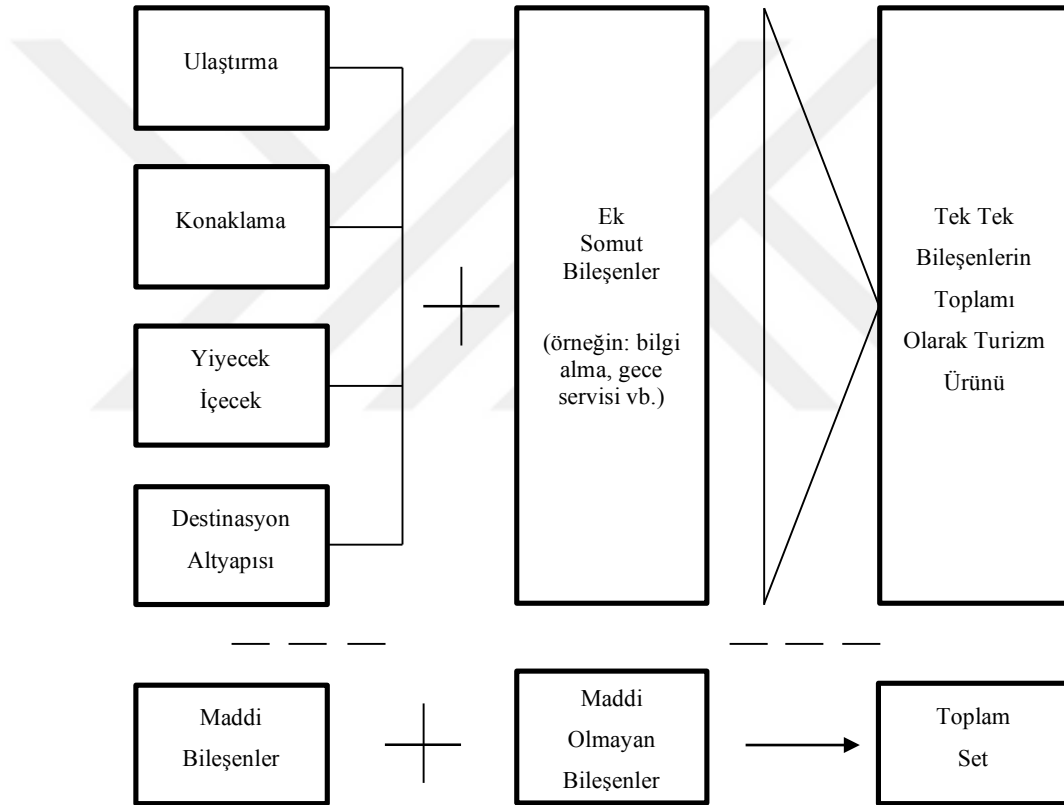 Ulaştırma
Konaklama
Yiyecek
İçecek
Destinasyon
Altyapısı
Ek
Somut
Bileşenler
(örneğin: bilgi
alma, gece
servisi vb.)
Tek Tek
Bileşenlerin
Toplamı
Olarak Turizm
Ürünü
Maddi
Bileşenler
Maddi
Olmayan
Bileşenler
Toplam
Set